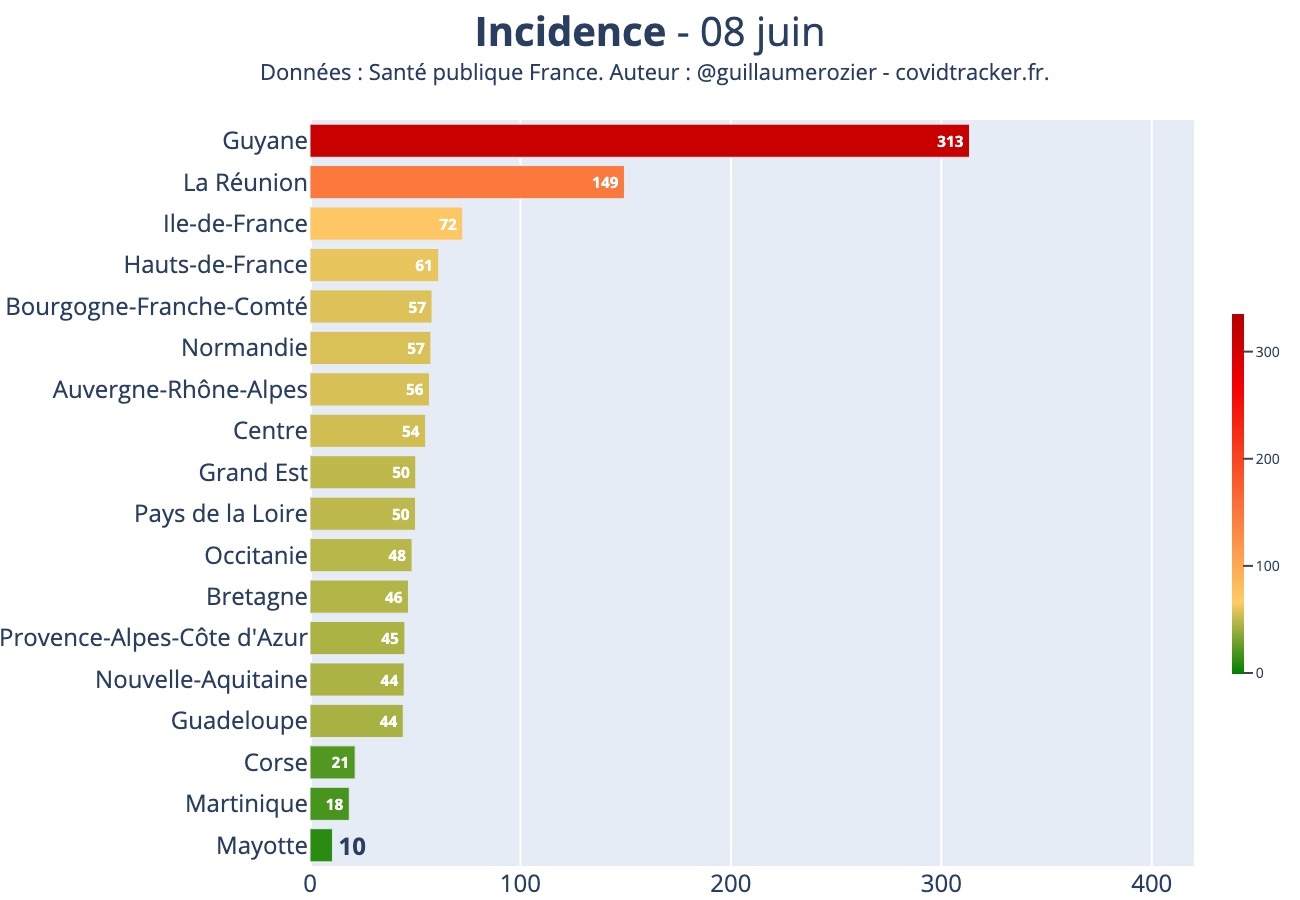 Incidence - 08 juin
Données : Santé publique France. Auteur : @guillaumerozier - covidtracker.fr.
Guyane 313
La Réunion 149
Ile-de-France 72
Hauts-de-France 61
Bourgogne-Franche-Comté 57
Normandie 57
Auvergne-Rhône-Alpes 56
Centre 54
Grand Est 50
Pays de la Loire 50
Occitanie 48
Bretagne 46
Provence-Alpes-Côte d'Azur 45
Nouvelle-Aquitaine 44
Guadeloupe 44
Corse 21
Martinique 18
Mayotte 10
0 100 200 300 400
300
200
100
0